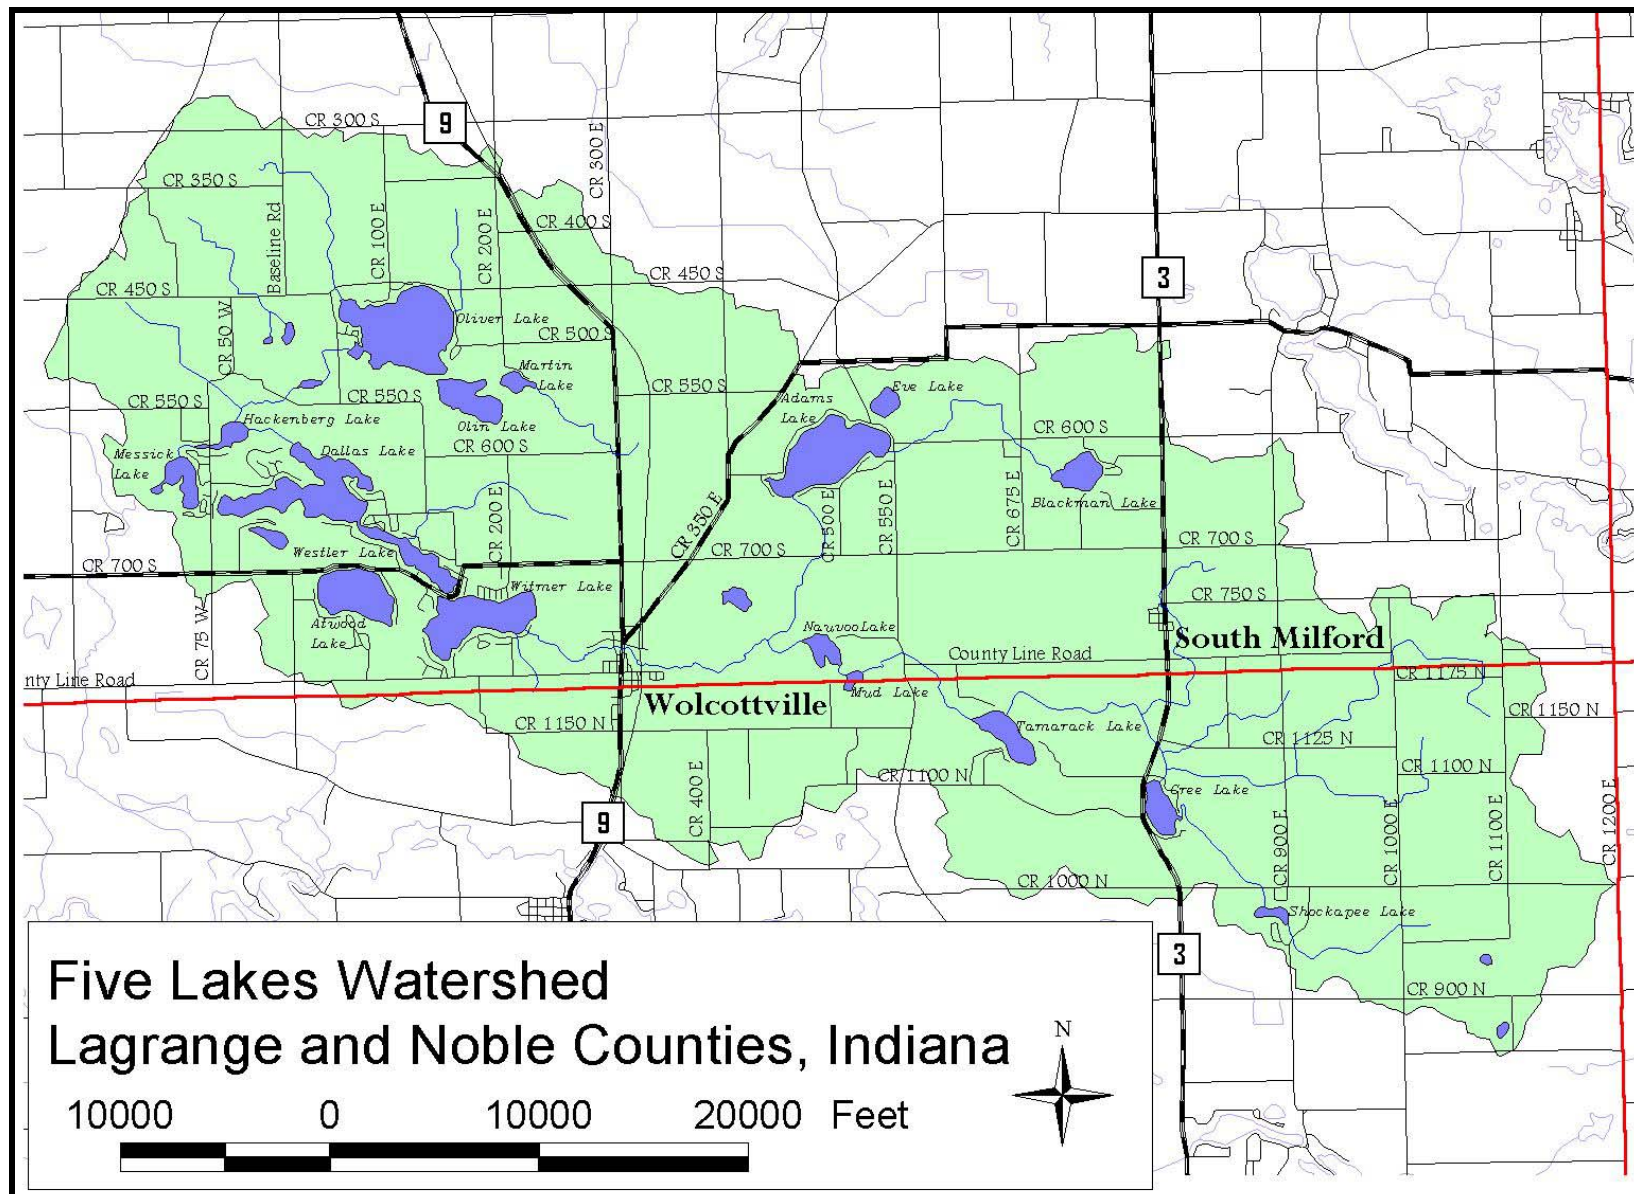 9
CR 300 S
CR 300 E
CR 350 S
Baseline Rd
CR 100 E
CR 200 E
CR 400 S
CR 450 S
CR 450 S
3
CR 50 W
Oliver Lake
CR 500 S
Martin
Lake
CR 550 S
CR 550 S
CR 550 S
Adams
Lake
Eve Lake
Hackenberg Lake
Olin Lake
CR 600 S
CR 600 S
Messick
Lake
Dallas Lake
CR 200 E
CR 350 E
CR 500 E
CR 550 E
CR 675 E
Blackman Lake
Westler Lake
CR 700 S
CR 700 S
CR 700 S
Witmer Lake
CR 750 S
CR 75 W
Atwood
Lake
Nauvoo Lake
South Milford
County Line Road
nty Line Road
CR 1175 N
Mud Lake
Wolcottville
CR 1150 N
CR 1150 N
Tamarack Lake
CR 1125 N
CR 1100 N
CR 1100 N
Cree Lake
CR 400 E
9
CR 900 E
CR 1000 E
CR 1100 E
CR 1200 E
CR 1000 N
Shockapee Lake
3
CR 900 N
Five Lakes Watershed
Lagrange and Noble Counties, Indiana
N
10000 0 10000 20000 Feet